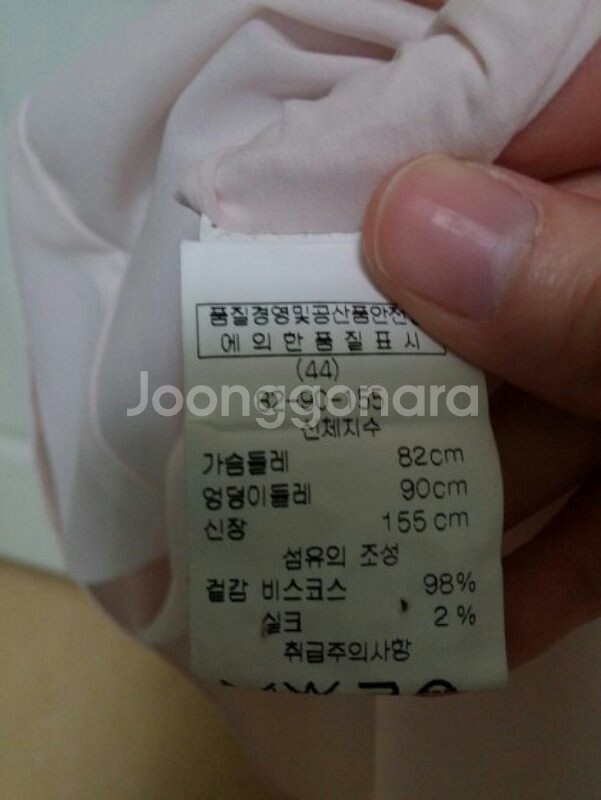 품질경영및공산품안전
에 의 한 품 질 표 시
(44)
82-90-155
Joonggonara
신체치수
가슴둘레 82cm
엉덩이둘레 90cm
신장 155cm
섬유의 조성
겉감 비스코스 98%
실크 2%
취급주의사항